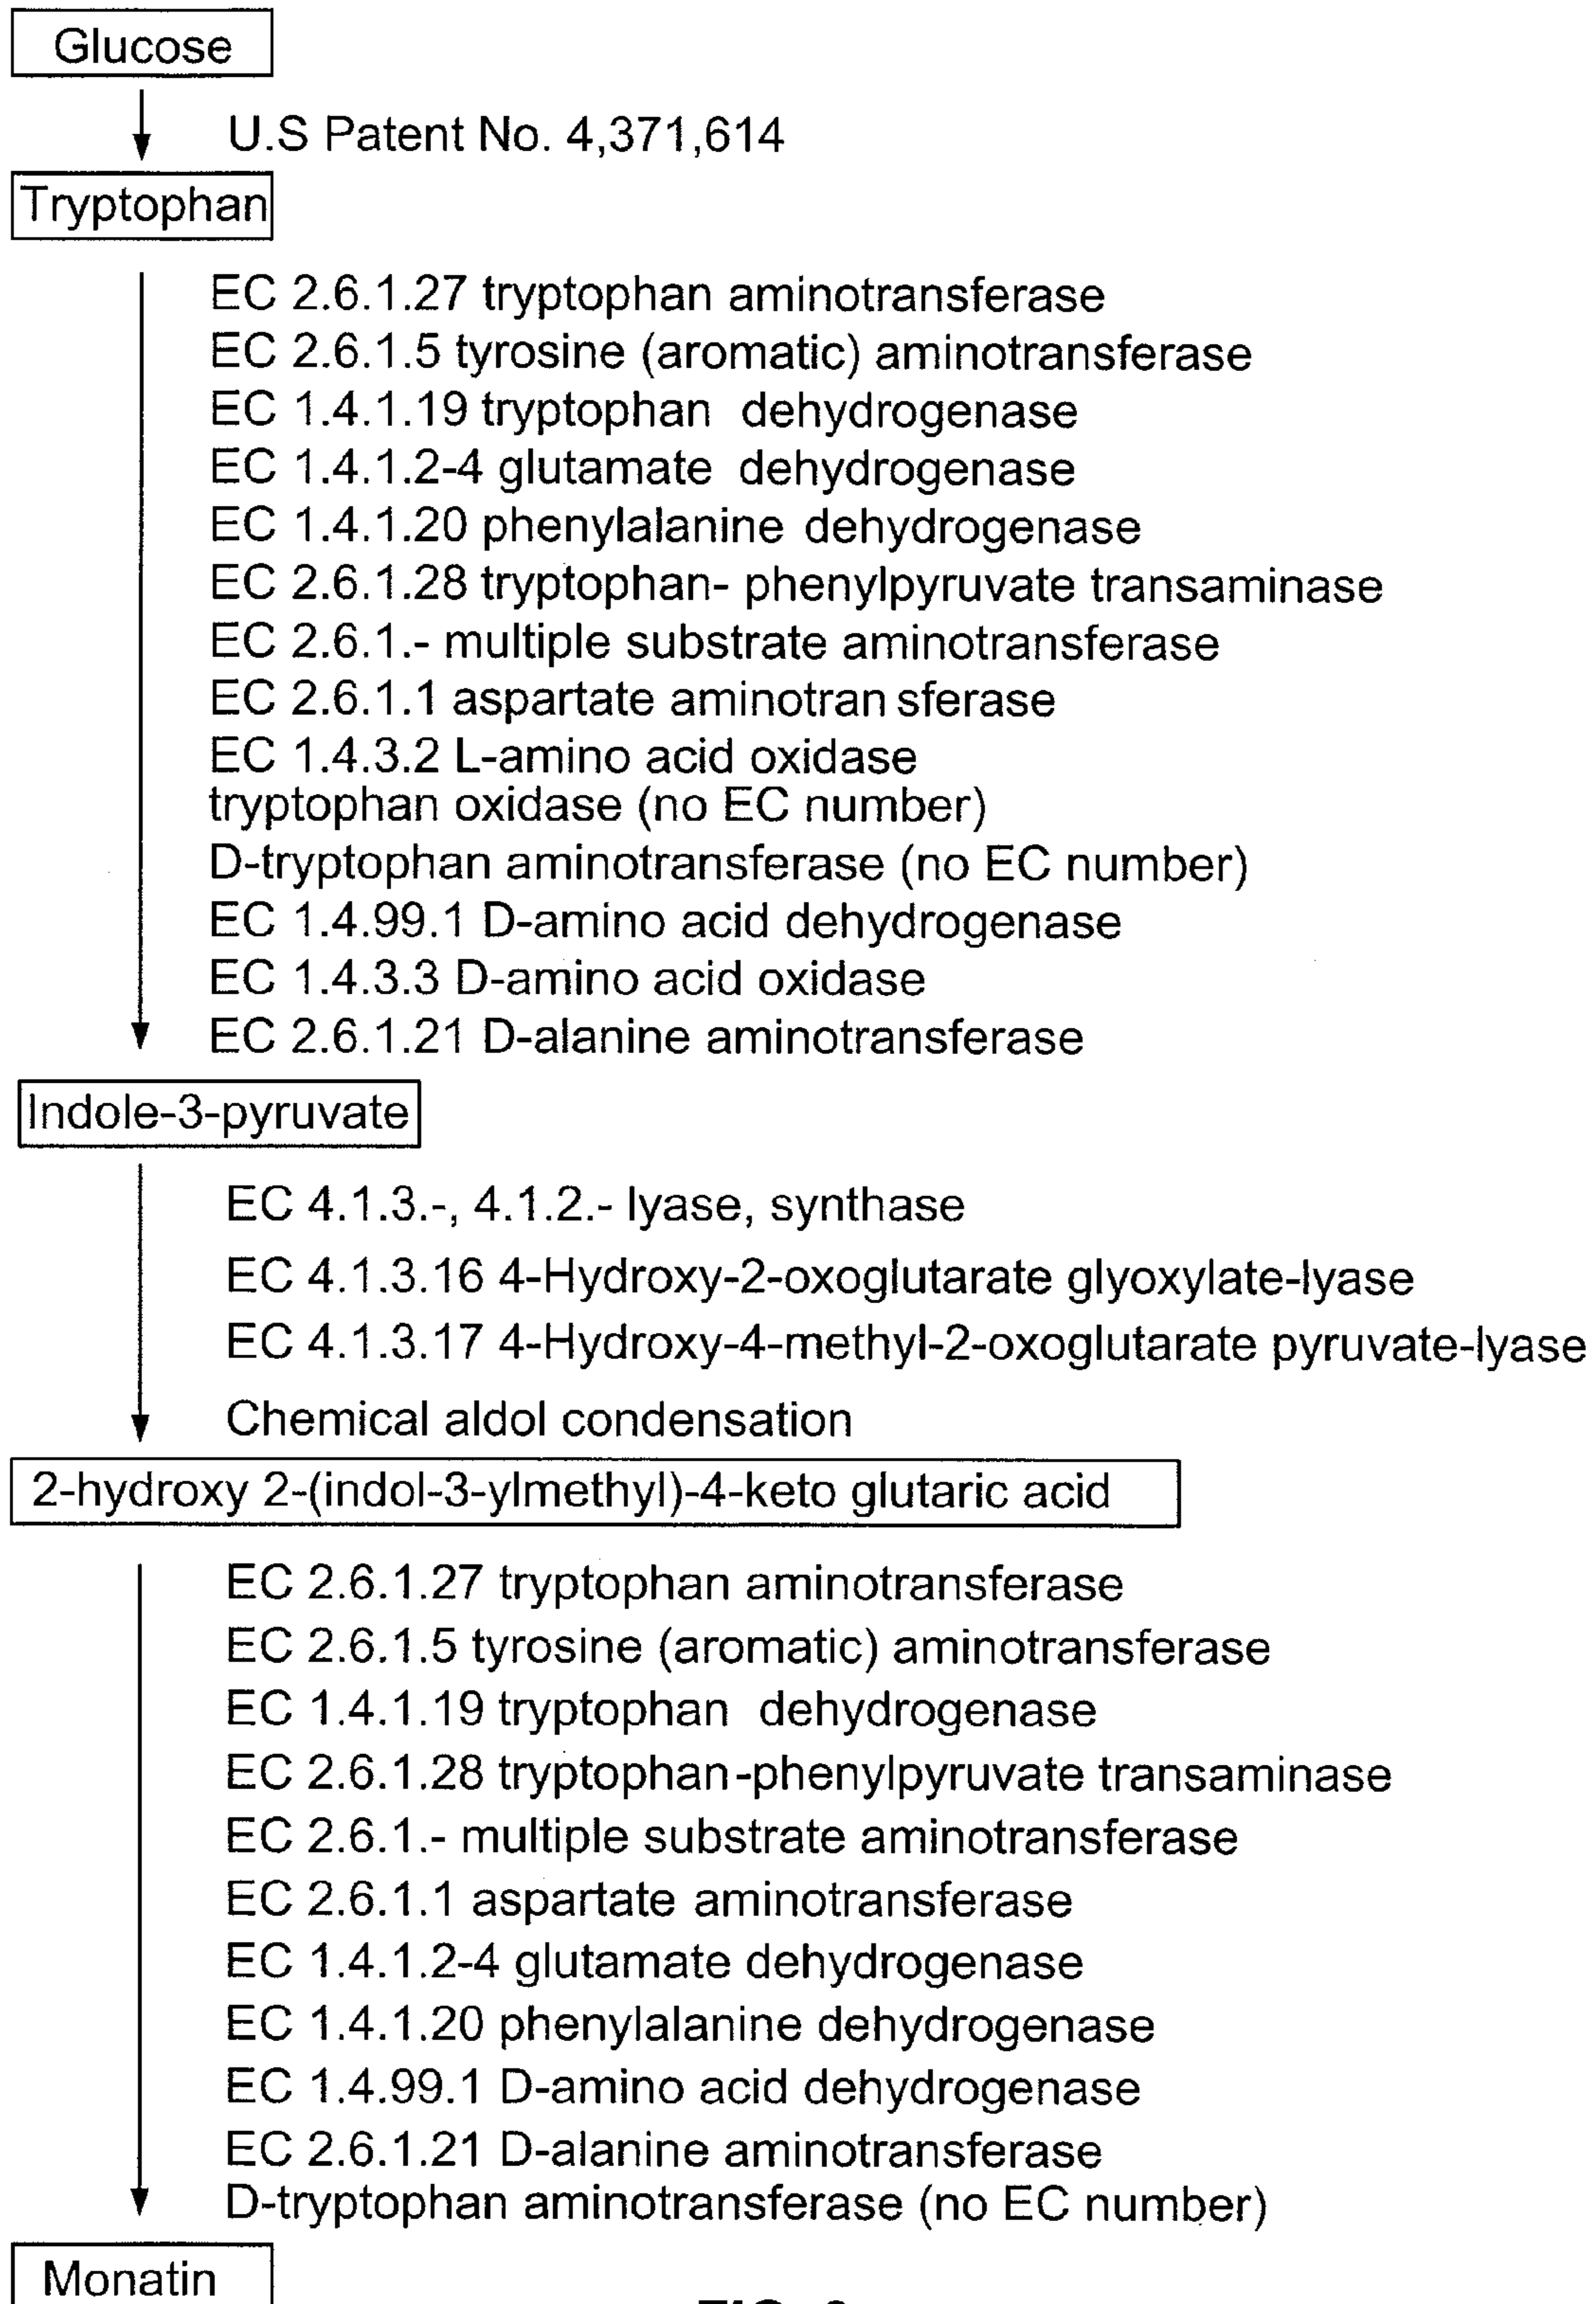 Glucose
U.S Patent No. 4,371,614
Tryptophan
EC 2.6.1.27 tryptophan aminotransferase
EC 2.6.1.5 tyrosine (aromatic) aminotransferase
EC 1.4.1.19 tryptophan dehydrogenase
EC 1.4.1.2-4 glutamate dehydrogenase
EC 1.4.1.20 phenylalanine dehydrogenase
EC 2.6.1.28 tryptophan- phenylpyruvate transaminase
EC 2.6.1.- multiple substrate aminotransferase
EC 2.6.1.1 aspartate aminotran sferase
EC 1.4.3.2 L-amino acid oxidase
tryptophan oxidase (no EC number)
D-tryptophan aminotransferase (no EC number)
EC 1.4.99.1 D-amino acid dehydrogenase
EC 1.4.3.3 D-amino acid oxidase
EC 2.6.1.21 D-alanine aminotransferase
Indole-3-pyruvate
EC 4.1.3.-, 4.1.2.- lyase, synthase
EC 4.1.3.16 4-Hydroxy-2-oxoglutarate glyoxylate-lyase
EC 4.1.3.17 4-Hydroxy-4-methyl-2-oxoglutarate pyruvate-lyase
Chemical aldol condensation
2-hydroxy 2-(indol-3-ylmethyl)-4-keto glutaric acid
EC 2.6.1.27 tryptophan aminotransferase
EC 2.6.1.5 tyrosine (aromatic) aminotransferase
EC 1.4.1.19 tryptophan dehydrogenase
EC 2.6.1.28 tryptophan-phenylpyruvate transaminase
EC 2.6.1.- multiple substrate aminotransferase
EC 2.6.1.1 aspartate aminotransferase
EC 1.4.1.2-4 glutamate dehydrogenase
EC 1.4.1.20 phenylalanine dehydrogenase
EC 1.4.99.1 D-amino acid dehydrogenase
EC 2.6.1.21 D-alanine aminotransferase
D-tryptophan aminotransferase (no EC number)
Monatin